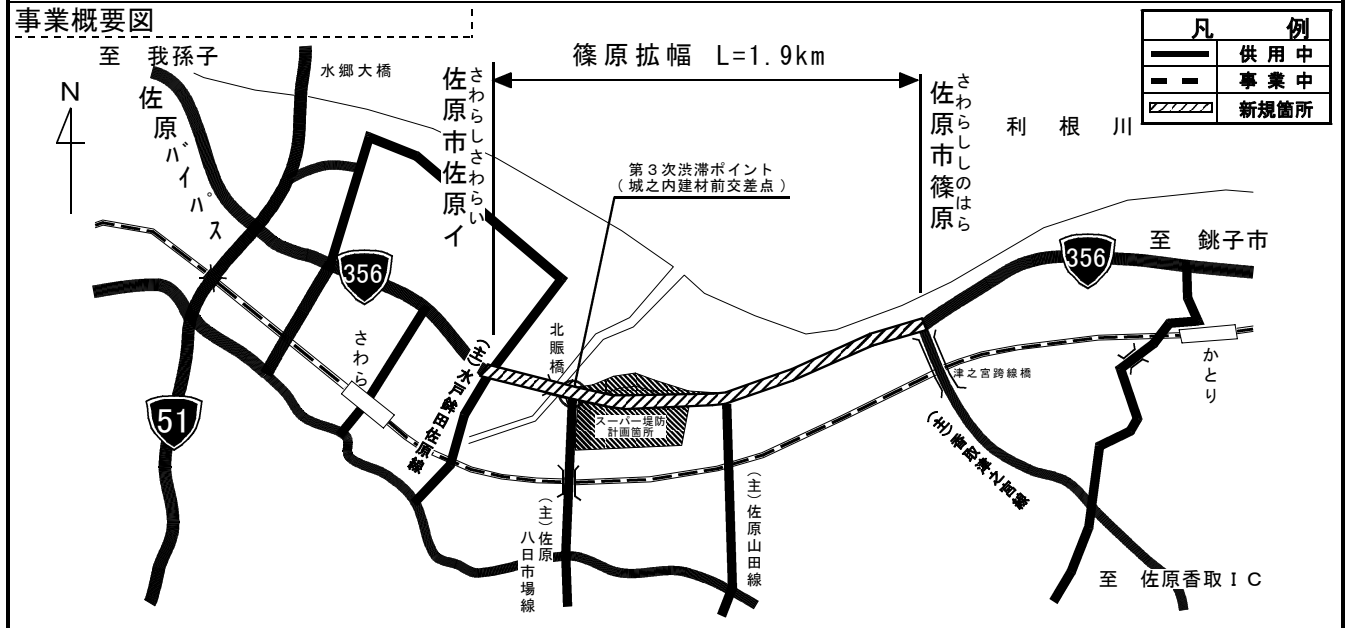 事業概要図
凡 例
供用中
事業中
新規箇所
至 我孫子
水郷大橋
篠原拡幅 L=1.9km
N
佐原バイパス
佐原市佐原イ
さわらしさわらい
佐原市篠原
さわらししのはら
利根川
第3次渋滞ポイント
(城之内建材前交差点)
至 銚子市
356
356
51
さわら
北賑橋
(主)水戸鉾田佐原線
スーパー堤防
計画箇所
津之宮跨線橋
かとり
(主)香取津之宮線
(主)佐原
八日市場線
(主)佐原山田線
至 佐原香取IC